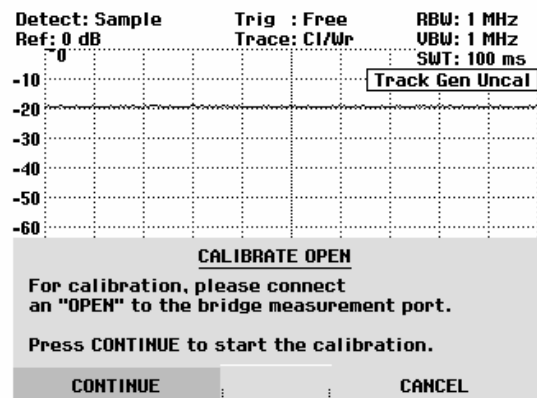 Detect: Sample Trig : Free RBW: 1 MHz
Ref: 0 dB Trace: Cl/Wr VBW: 1 MHz
0 SWT: 100 ms
-10 Track Gen Uncal
-20
-30
-40
-50
-60
CALIBRATE OPEN
For calibration, please connect
an "OPEN" to the bridge measurement port.
Press CONTINUE to start the calibration.
CONTINUE CANCEL